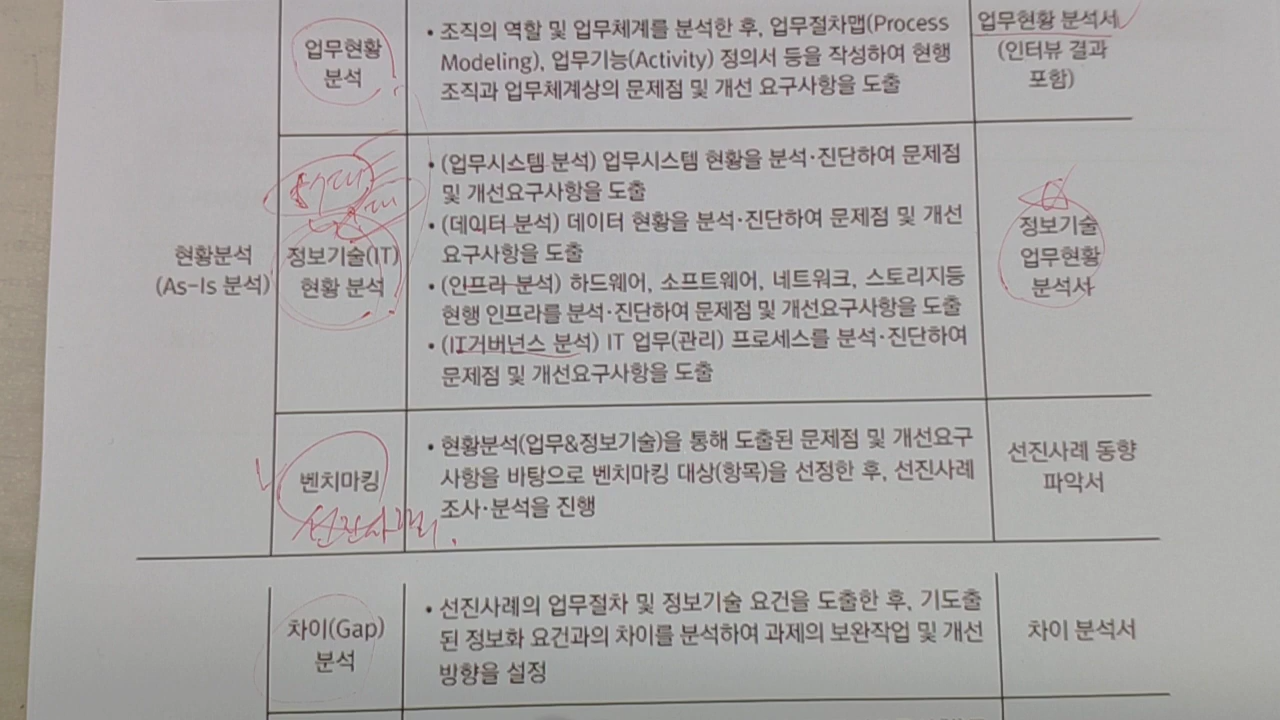 업무현황
분석
• 조직의 역할 및 업무체계를 분석한 후, 업무절차맵(Process
Modeling), 업무기능(Activity) 정의서 등을 작성하여 현행
조직과 업무체계상의 문제점 및 개선 요구사항을 도출
업무현황 분석서
(인터뷰 결과
포함)
현황분석
(As-Is 분석)
정보기술(IT)
현황 분석
• (업무시스템 분석) 업무시스템 현황을 분석·진단하여 문제점
및 개선요구사항을 도출
• (데이터 분석) 데이터 현황을 분석·진단하여 문제점 및 개선
요구사항을 도출
• (인프라 분석) 하드웨어, 소프트웨어, 네트워크, 스토리지등
현행 인프라를 분석·진단하여 문제점 및 개선요구사항을 도출
• (IT거버넌스 분석) IT 업무(관리) 프로세스를 분석·진단하여
문제점 및 개선요구사항을 도출
정보기술
업무현황
분석서
벤치마킹
선진사례
• 현황분석(업무&정보기술)을 통해 도출된 문제점 및 개선요구
사항을 바탕으로 벤치마킹 대상(항목)을 선정한 후, 선진사례
조사·분석을 진행
선진사례 동향
파악서
차이(Gap)
분석
• 선진사례의 업무절차 및 정보기술 요건을 도출한 후, 기도출
된 정보화 요건과의 차이를 분석하여 과제의 보완작업 및 개선
방향을 설정
차이 분석서